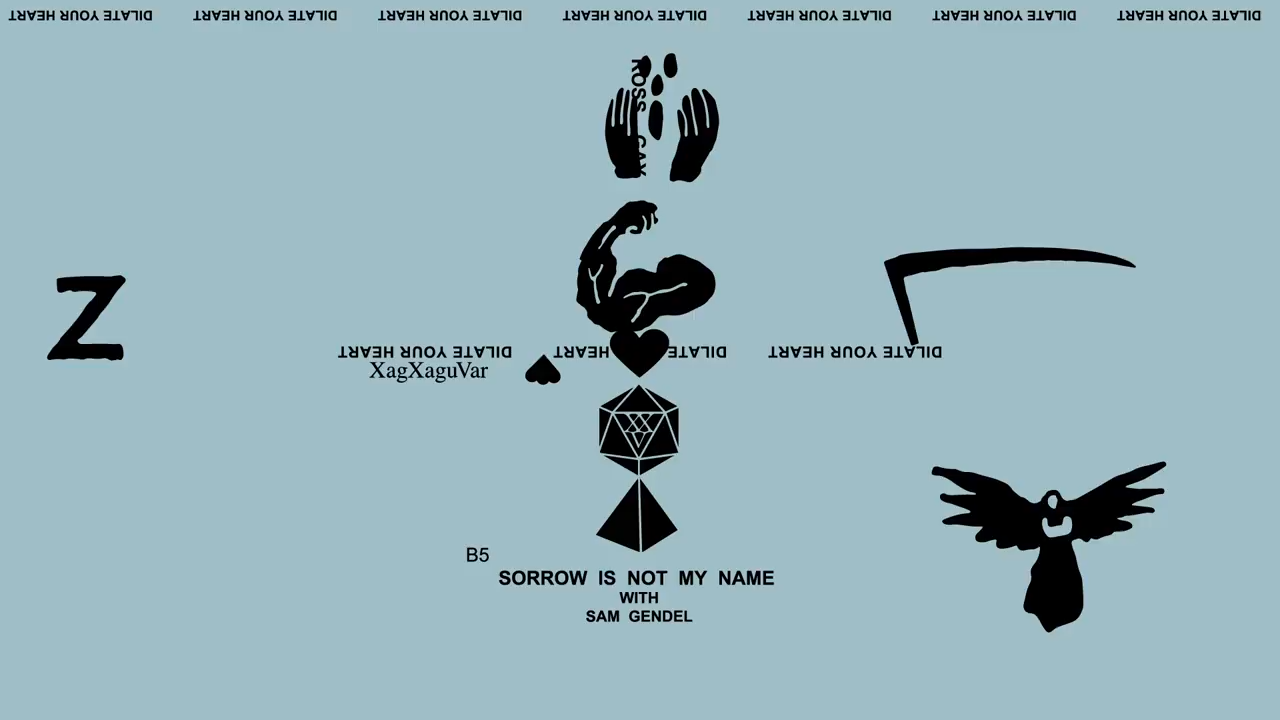 DILATE YOUR HEART DILATE YOUR HEART DILATE YOUR HEART DILATE YOUR HEART DILATE YOUR HEART DILATE YOUR HEART DILATE YOUR HEART
ROSS GAY
Z
DILATE YOUR HEART DILATE HEART DILATE YOUR HEART
XagXaguVar
B5
SORROW IS NOT MY NAME
WITH
SAM GENDEL